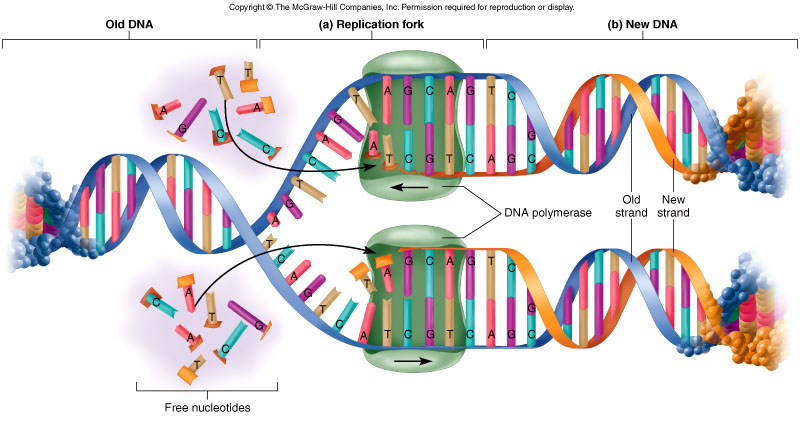 Copyright © The McGraw-Hill Companies, Inc. Permission required for reproduction or display.
Old DNA
(a) Replication fork
(b) New DNA
T T
A A
G C
C
T A G C A G T C
G
A
G
A T C G T C A G C
C
T
G
A
Old
strand
New
strand
DNA polymerase
T
C
A
G
T
C
T A G C A G T C
G
A T C G T C A G C
A
C
T G
A C
T
Free nucleotides